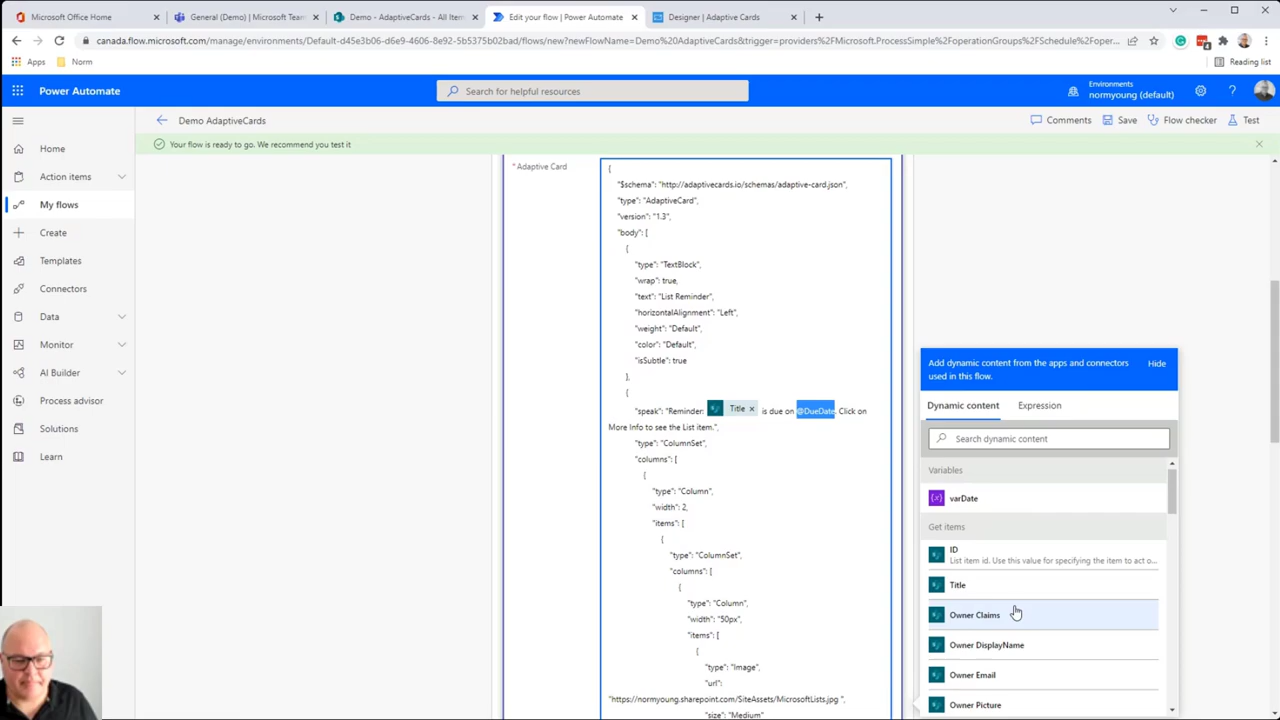 Microsoft Office Home
General (Demo) | Microsoft Team
Demo - AdaptiveCards - All Item
Edit your flow | Power Automate
Designer | Adaptive Cards
canada.flow.microsoft.com/manage/environments/Default-d45e3b06-d6e9-4606-8e92-5b5375b02bad/flows/new?newFlowName=Demo%20AdaptiveCards&trigger=providers%2FMicrosoft.ProcessSimple%2FoperationGroups%2FSchedule%2Foper...
Apps
Norm
Reading list
Power Automate
Search for helpful resources
Environments
normyoung (default)
Demo AdaptiveCards
Comments
Save
Flow checker
Test
Your flow is ready to go. We recommend you test it
Home
Action items
My flows
Create
Templates
Connectors
Data
Monitor
AI Builder
Process advisor
Solutions
Learn
* Adaptive Card
{
"$schema": "http://adaptivecards.io/schemas/adaptive-card.json",
"type": "AdaptiveCard",
"version": "1.3",
"body": [
{
"type": "TextBlock",
"wrap": true,
"text": "List Reminder",
"horizontalAlignment": "Left",
"weight": "Default",
"color": "Default",
"isSubtle": true
},
{
"speak": "Reminder: Title × is due on @DueDate. Click on
More Info to see the List item.",
"type": "ColumnSet",
"columns": [
{
"type": "Column",
"width": 2,
"items": [
{
"type": "ColumnSet",
"columns": [
{
"type": "Column",
"width": "50px",
"items": [
{
"type": "Image",
"url":
"https://normyoung.sharepoint.com/SiteAssets/MicrosoftLists.jpg ",
"size": "Medium"
Add dynamic content from the apps and connectors
used in this flow.
Hide
Dynamic content
Expression
Search dynamic content
Variables
{x} varDate
Get items
ID
List item id. Use this value for specifying the item to act o...
Title
Owner Claims
Owner DisplayName
Owner Email
Owner Picture